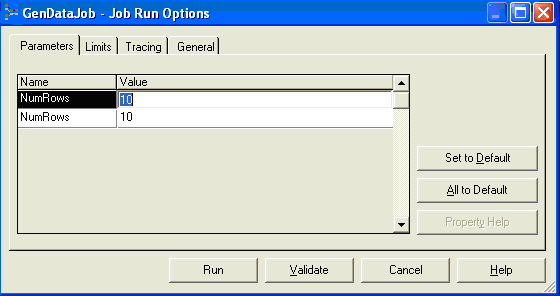 GenDataJob - Job Run Options
Parameters Limits Tracing General
Name Value
NumRows 10
NumRows 10
Set to Default
All to Default
Property Help
Run Validate Cancel Help